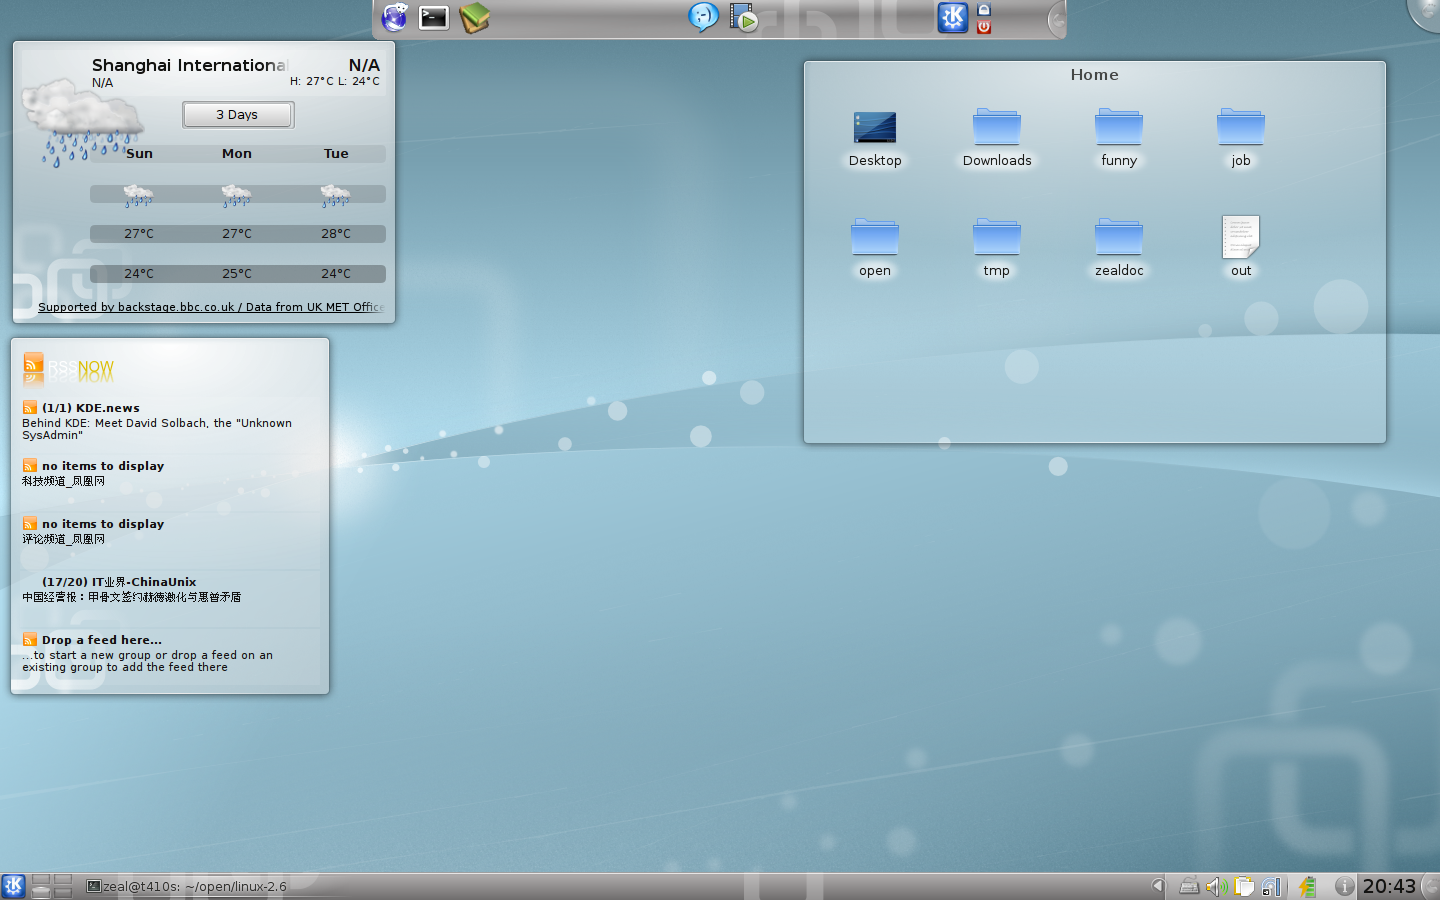 Shanghai Internationa
N/A
N/A
H: 27°C L: 24°C
3 Days
Sun Mon Tue
27°C 27°C 28°C
24°C 25°C 24°C
Supported by backstage.bbc.co.uk / Data from UK MET Office
RSSNOW
(1/1) KDE.news
Behind KDE: Meet David Solbach, the "Unknown
SysAdmin"
no items to display
科技频道_凤凰网
no items to display
评论频道_凤凰网
(17/20) IT业界-ChinaUnix
中国经营报：甲骨文签约赫德激化与惠普矛盾
Drop a feed here...
...to start a new group or drop a feed on an
existing group to add the feed there
Home
Desktop Downloads funny job
open tmp zealdoc out
zeal@t410s: ~/open/linux-2.6
20:43